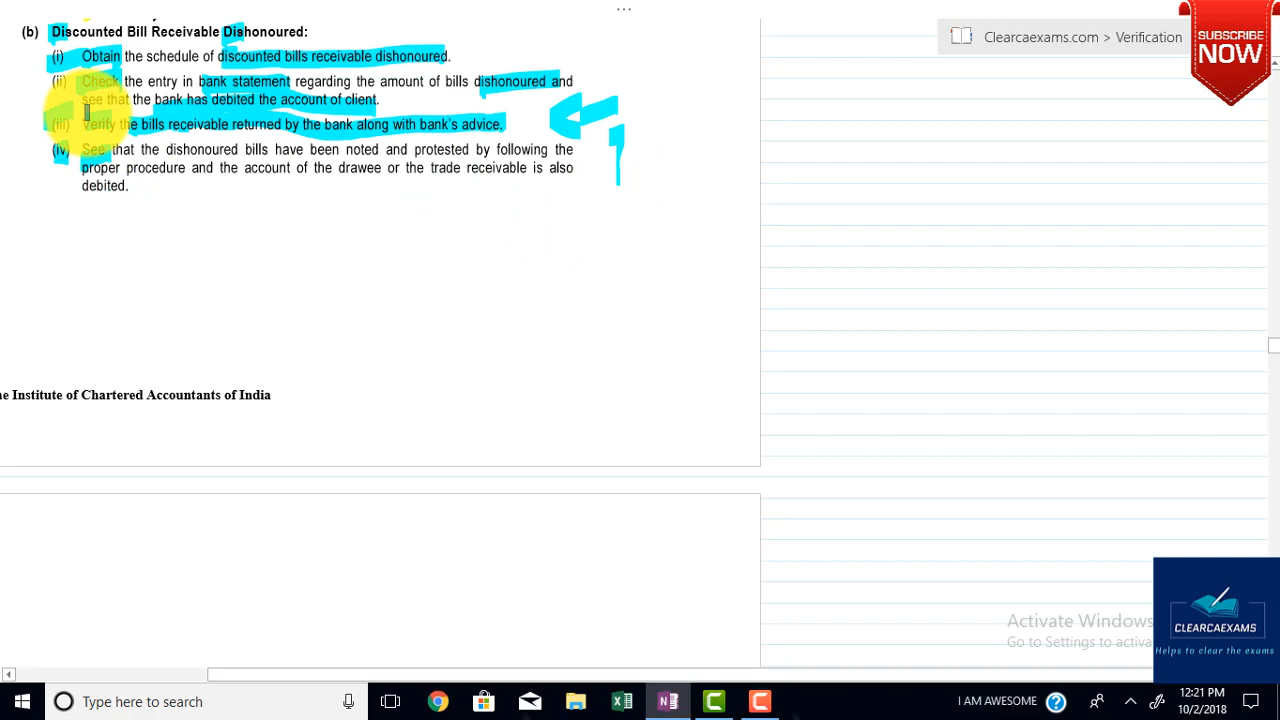 (b) Discounted Bill Receivable Dishonoured:
(i) Obtain the schedule of discounted bills receivable dishonoured.
(ii) Check the entry in bank statement regarding the amount of bills dishonoured and
see that the bank has debited the account of client.
(iii) Verify the bills receivable returned by the bank along with bank's advice.
(iv) See that the dishonoured bills have been noted and protested by following the
proper procedure and the account of the drawee or the trade receivable is also
debited.
Institute of Chartered Accountants of India
Clearcaexams.com > Verification
SUBSCRIBE
NOW
Activate Windows
Go to Settings to activa
CLEARCAEXAMS
Helps to clear the exams
Type here to search
I AM AWESOME
12:21 PM
10/2/2018